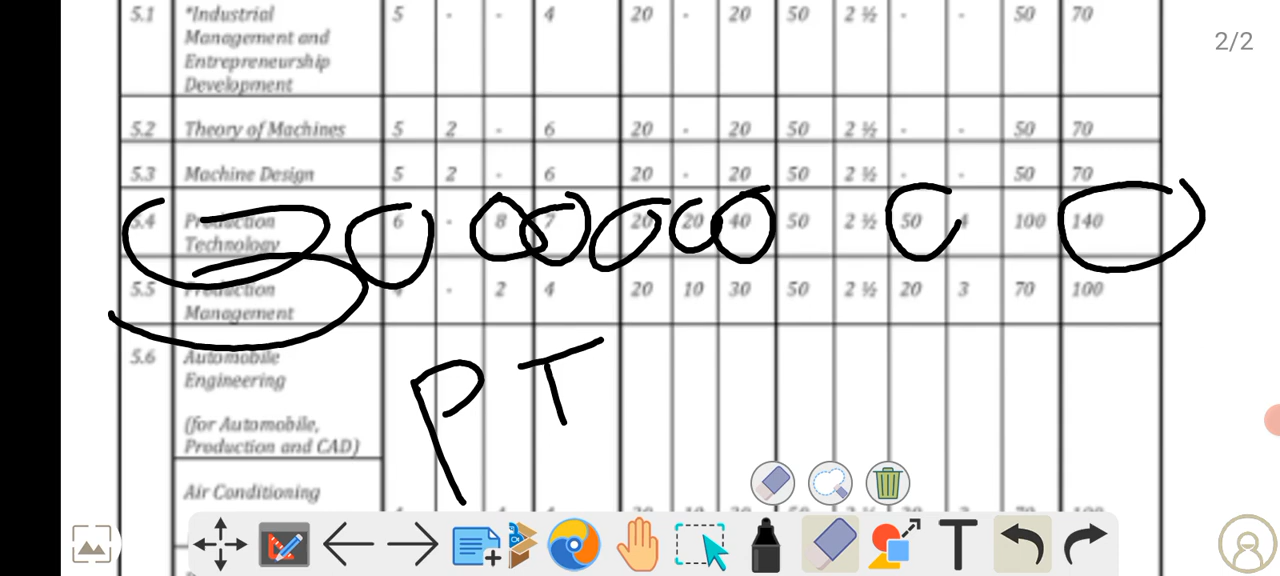 5.1 *Industrial 5 - - 4 20 - 20 50 2 ½ - - 50 70
Management and
Entrepreneurship
Development
2/2
5.2 Theory of Machines 5 2 - 6 20 - 20 50 2 ½ - - 50 70
5.3 Machine Design 5 2 - 6 20 - 20 50 2 ½ - - 50 70
5.4 Production 6 - 8 7 20 20 40 50 2 ½ 50 4 100 140
Technology
5.5 Production 4 - 2 4 20 10 30 50 2 ½ 20 3 70 100
Management
5.6 Automobile
Engineering
(for Automobile,
Production and CAD)
P T
Air Conditioning
T